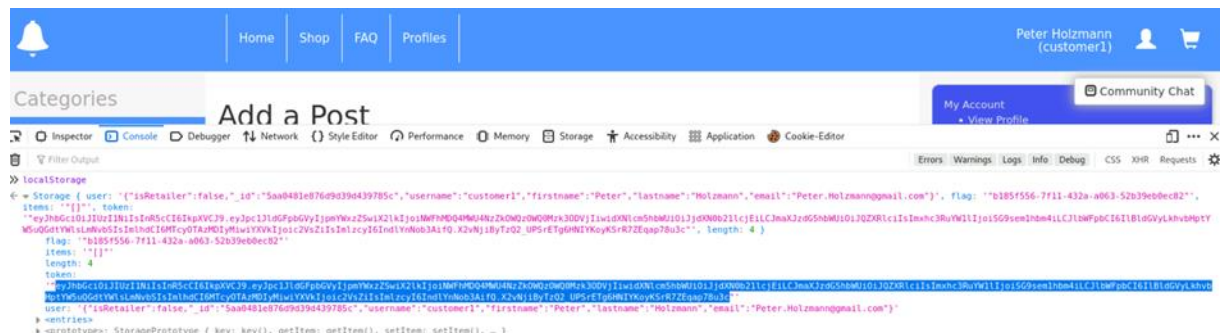 Home Shop FAQ Profiles
Peter Holzmann
(customer1)
Categories
Add a Post
My Account
• View Profile
Community Chat
Inspector Console Debugger Network {} Style Editor Performance Memory Storage Accessibility Application Cookie-Editor
Filter Output
Errors Warnings Logs Info Debug CSS XHR Requests
>> localStorage
Storage { user: '{"isRetailer":false,"_id":"5aa0481e876d9d39d439785c","username":"customer1","firstname":"Peter","lastname":"Holzmann","email":"Peter.Holzmann@gmail.com"}', flag: '"b185f556-7f11-432a-a063-52b39eb0ec82"',
items: '"[]"', token:
length: 4 }
flag: '"b185f556-7f11-432a-a063-52b39eb0ec82"'
items: '"[]"'
length: 4
token:
user: '{"isRetailer":false,"_id":"5aa0481e876d9d39d439785c","username":"customer1","firstname":"Peter","lastname":"Holzmann","email":"Peter.Holzmann@gmail.com"}'
<entries>
<prototype>: StoragePrototype { key: key(), getItem: getItem(), setItem: setItem(), … }